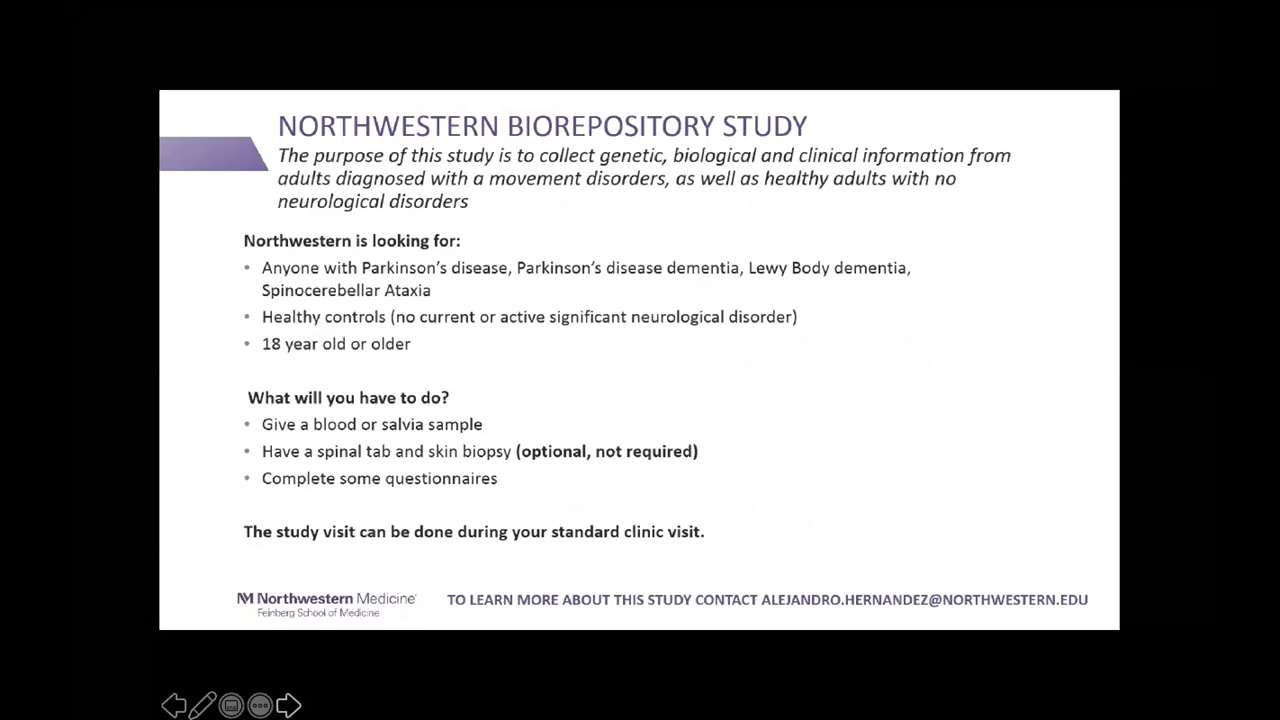 NORTHWESTERN BIOREPOSITORY STUDY
The purpose of this study is to collect genetic, biological and clinical information from
adults diagnosed with a movement disorders, as well as healthy adults with no
neurological disorders
Northwestern is looking for:
• Anyone with Parkinson's disease, Parkinson's disease dementia, Lewy Body dementia,
Spinocerebellar Ataxia
• Healthy controls (no current or active significant neurological disorder)
• 18 year old or older
What will you have to do?
• Give a blood or salvia sample
• Have a spinal tab and skin biopsy (optional, not required)
• Complete some questionnaires
The study visit can be done during your standard clinic visit.
M Northwestern Medicine®
Feinberg School of Medicine
TO LEARN MORE ABOUT THIS STUDY CONTACT ALEJANDRO.HERNANDEZ@NORTHWESTERN.EDU